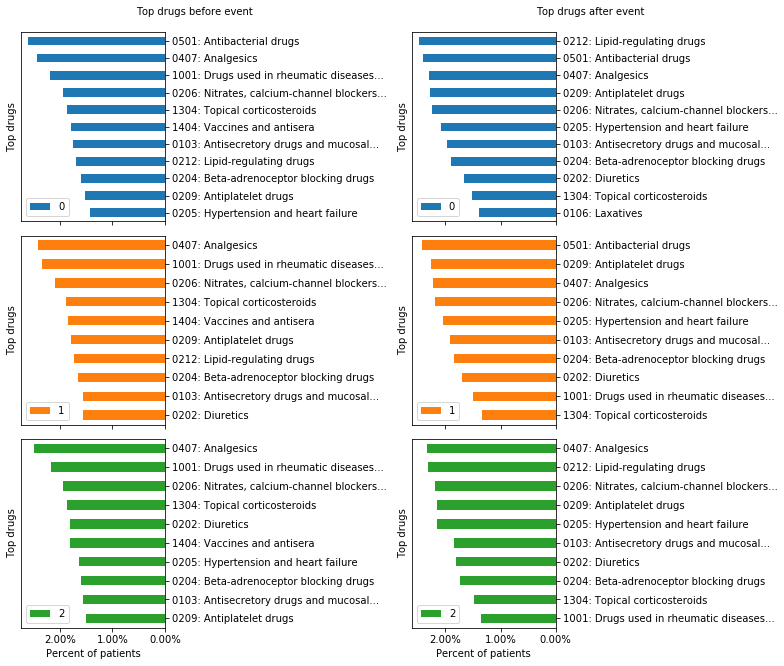 Top drugs before event
Top drugs
0501: Antibacterial drugs
0407: Analgesics
1001: Drugs used in rheumatic diseases...
0206: Nitrates, calcium-channel blockers...
1304: Topical corticosteroids
1404: Vaccines and antisera
0103: Antisecretory drugs and mucosal...
0212: Lipid-regulating drugs
0204: Beta-adrenoceptor blocking drugs
0209: Antiplatelet drugs
0205: Hypertension and heart failure
0
Top drugs after event
Top drugs
0212: Lipid-regulating drugs
0501: Antibacterial drugs
0407: Analgesics
0209: Antiplatelet drugs
0206: Nitrates, calcium-channel blockers...
0205: Hypertension and heart failure
0103: Antisecretory drugs and mucosal...
0204: Beta-adrenoceptor blocking drugs
0202: Diuretics
1304: Topical corticosteroids
0106: Laxatives
0
Top drugs
0407: Analgesics
1001: Drugs used in rheumatic diseases...
0206: Nitrates, calcium-channel blockers...
1304: Topical corticosteroids
1404: Vaccines and antisera
0209: Antiplatelet drugs
0212: Lipid-regulating drugs
0204: Beta-adrenoceptor blocking drugs
0103: Antisecretory drugs and mucosal...
0202: Diuretics
1
Top drugs
0501: Antibacterial drugs
0209: Antiplatelet drugs
0407: Analgesics
0206: Nitrates, calcium-channel blockers...
0205: Hypertension and heart failure
0103: Antisecretory drugs and mucosal...
0204: Beta-adrenoceptor blocking drugs
0202: Diuretics
1001: Drugs used in rheumatic diseases...
1304: Topical corticosteroids
1
Top drugs
0407: Analgesics
1001: Drugs used in rheumatic diseases...
0206: Nitrates, calcium-channel blockers...
1304: Topical corticosteroids
0202: Diuretics
1404: Vaccines and antisera
0205: Hypertension and heart failure
0204: Beta-adrenoceptor blocking drugs
0103: Antisecretory drugs and mucosal...
0209: Antiplatelet drugs
2
2.00% 1.00% 0.00%
Percent of patients
Top drugs
0407: Analgesics
0212: Lipid-regulating drugs
0206: Nitrates, calcium-channel blockers...
0209: Antiplatelet drugs
0205: Hypertension and heart failure
0103: Antisecretory drugs and mucosal...
0202: Diuretics
0204: Beta-adrenoceptor blocking drugs
1304: Topical corticosteroids
1001: Drugs used in rheumatic diseases...
2
2.00% 1.00% 0.00%
Percent of patients